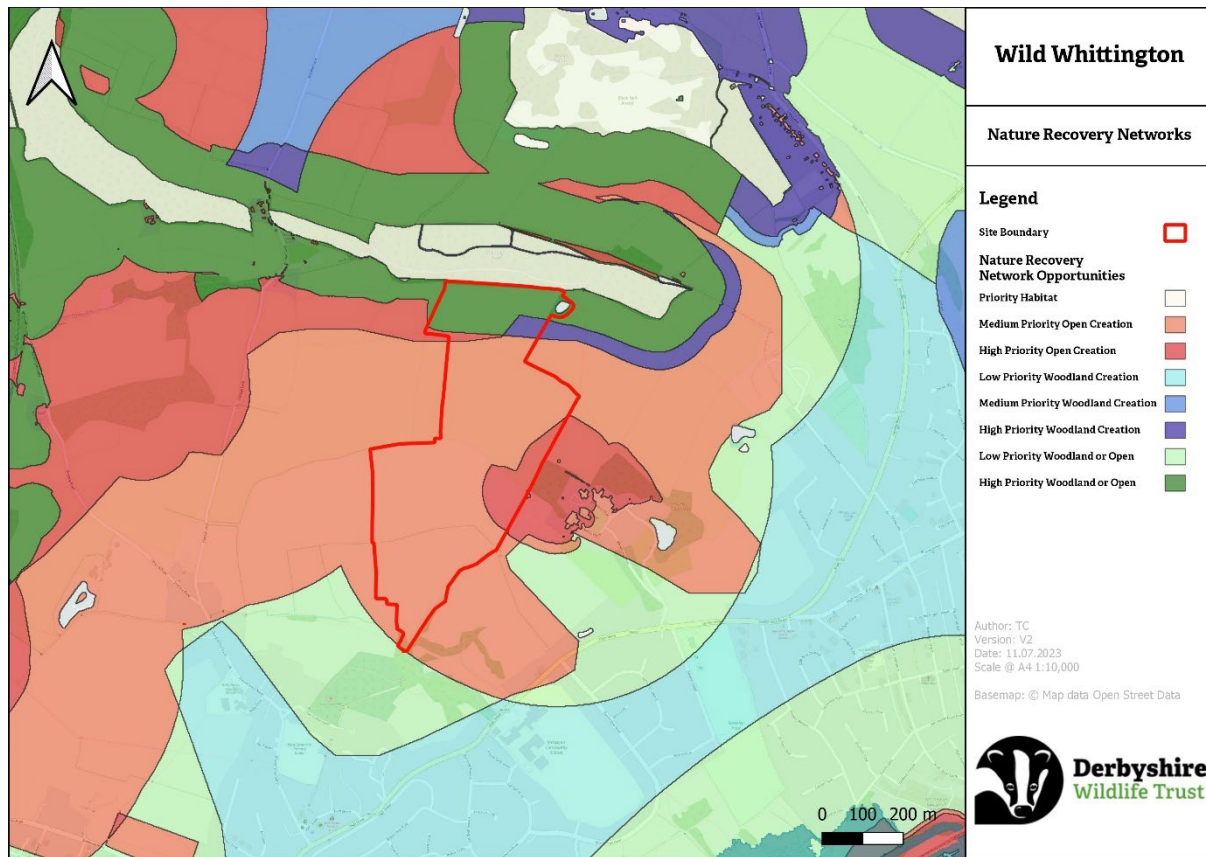 Wild Whittington
Nature Recovery Networks
Legend
Site Boundary
Nature Recovery
Network Opportunities
Priority Habitat
Medium Priority Open Creation
High Priority Open Creation
Low Priority Woodland Creation
Medium Priority Woodland Creation
High Priority Woodland Creation
Low Priority Woodland or Open
High Priority Woodland or Open
Author: TC
Version: V2
Date: 11.07.2023
Scale @ A4 1:10,000
Basemap: © Map data Open Street Data
0 100 200 m
Derbyshire
Wildlife Trust